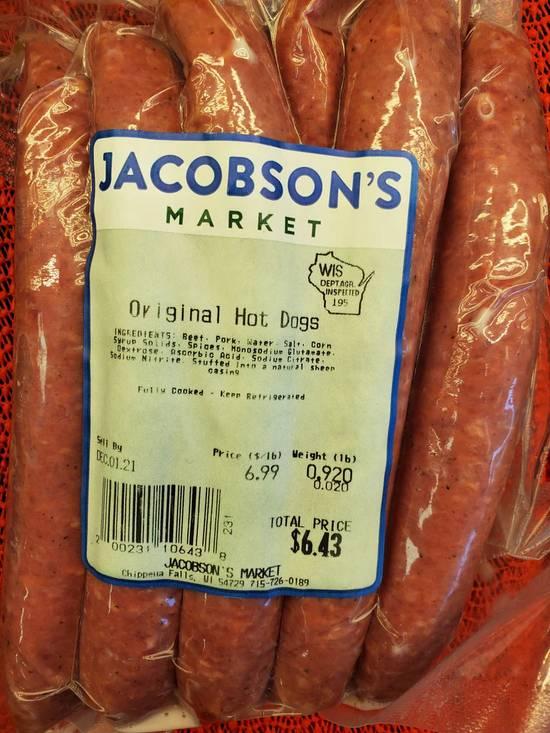 JACOBSON'S
MARKET
WIS
DEPT AGR.
INSPECTED
195
Original Hot Dogs
INGREDIENTS: Beef, Pork, Water, Salt, Corn
Syrup Solids, Spices, Monosodium Glutamate,
Dextrose, Ascorbic Acid, Sodium Citrate,
Sodium Nitrite. Stuffed into a natural sheep
casing
Fully Cooked - Keep Refrigerated
Sell By
DEC.01.21
Price ($/lb) Weight (lb)
6.99 0.920
0.020
231
TOTAL PRICE
$6.43
2 00231 10643 8
JACOBSON'S MARKET
Chippewa Falls, WI 54729 715-726-0189